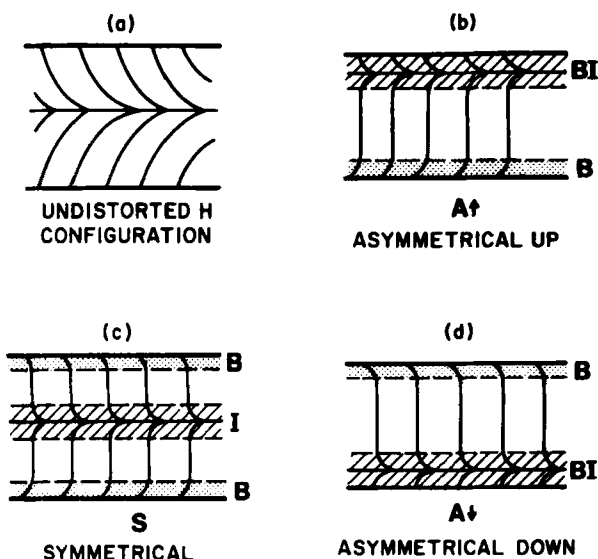 (a)
UNDISTORTED H
CONFIGURATION
(b)
BI
B
A↑
ASYMMETRICAL UP
(c)
B
I
B
S
SYMMETRICAL
(d)
B
BI
A↓
ASYMMETRICAL DOWN